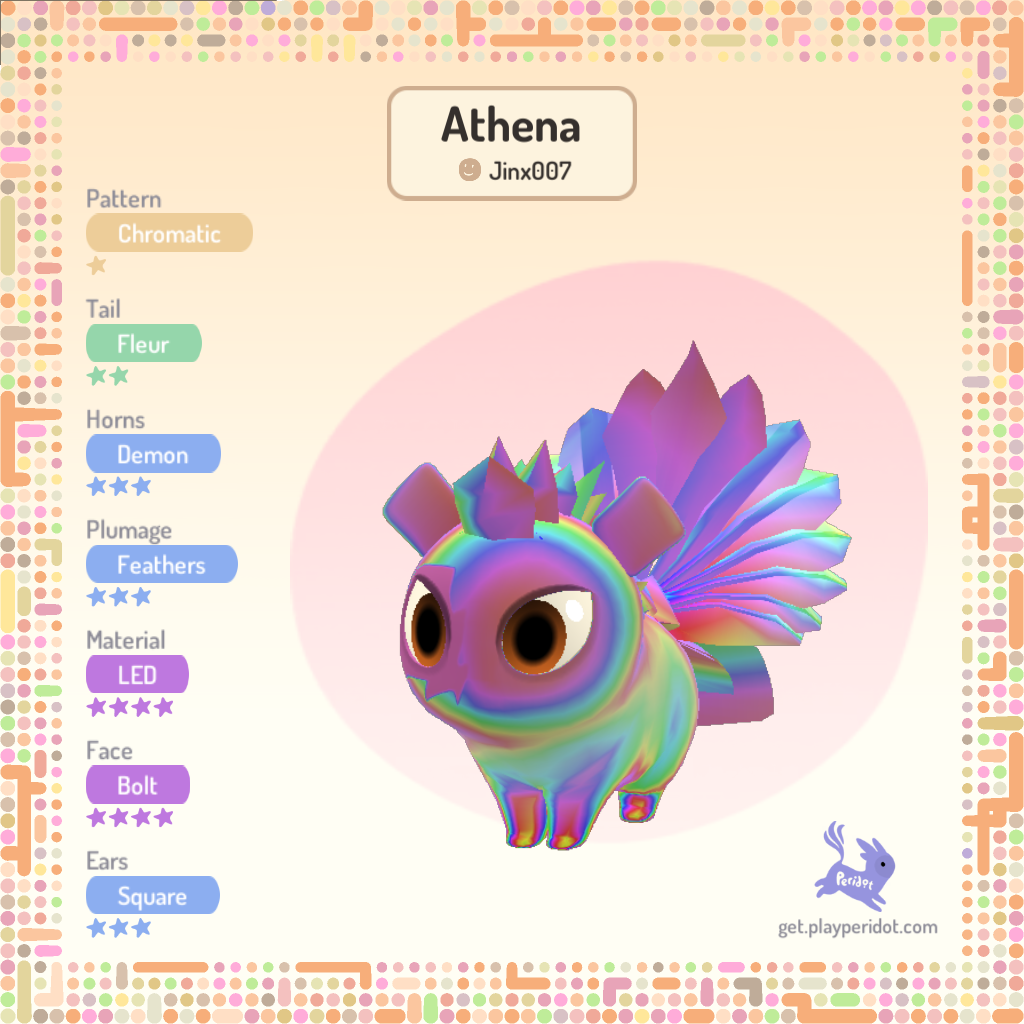 Athena
Jinx007
Pattern
Chromatic
Tail
Fleur
Horns
Demon
Plumage
Feathers
Material
LED
Face
Bolt
Ears
Square
Peridot
get.playperidot.com